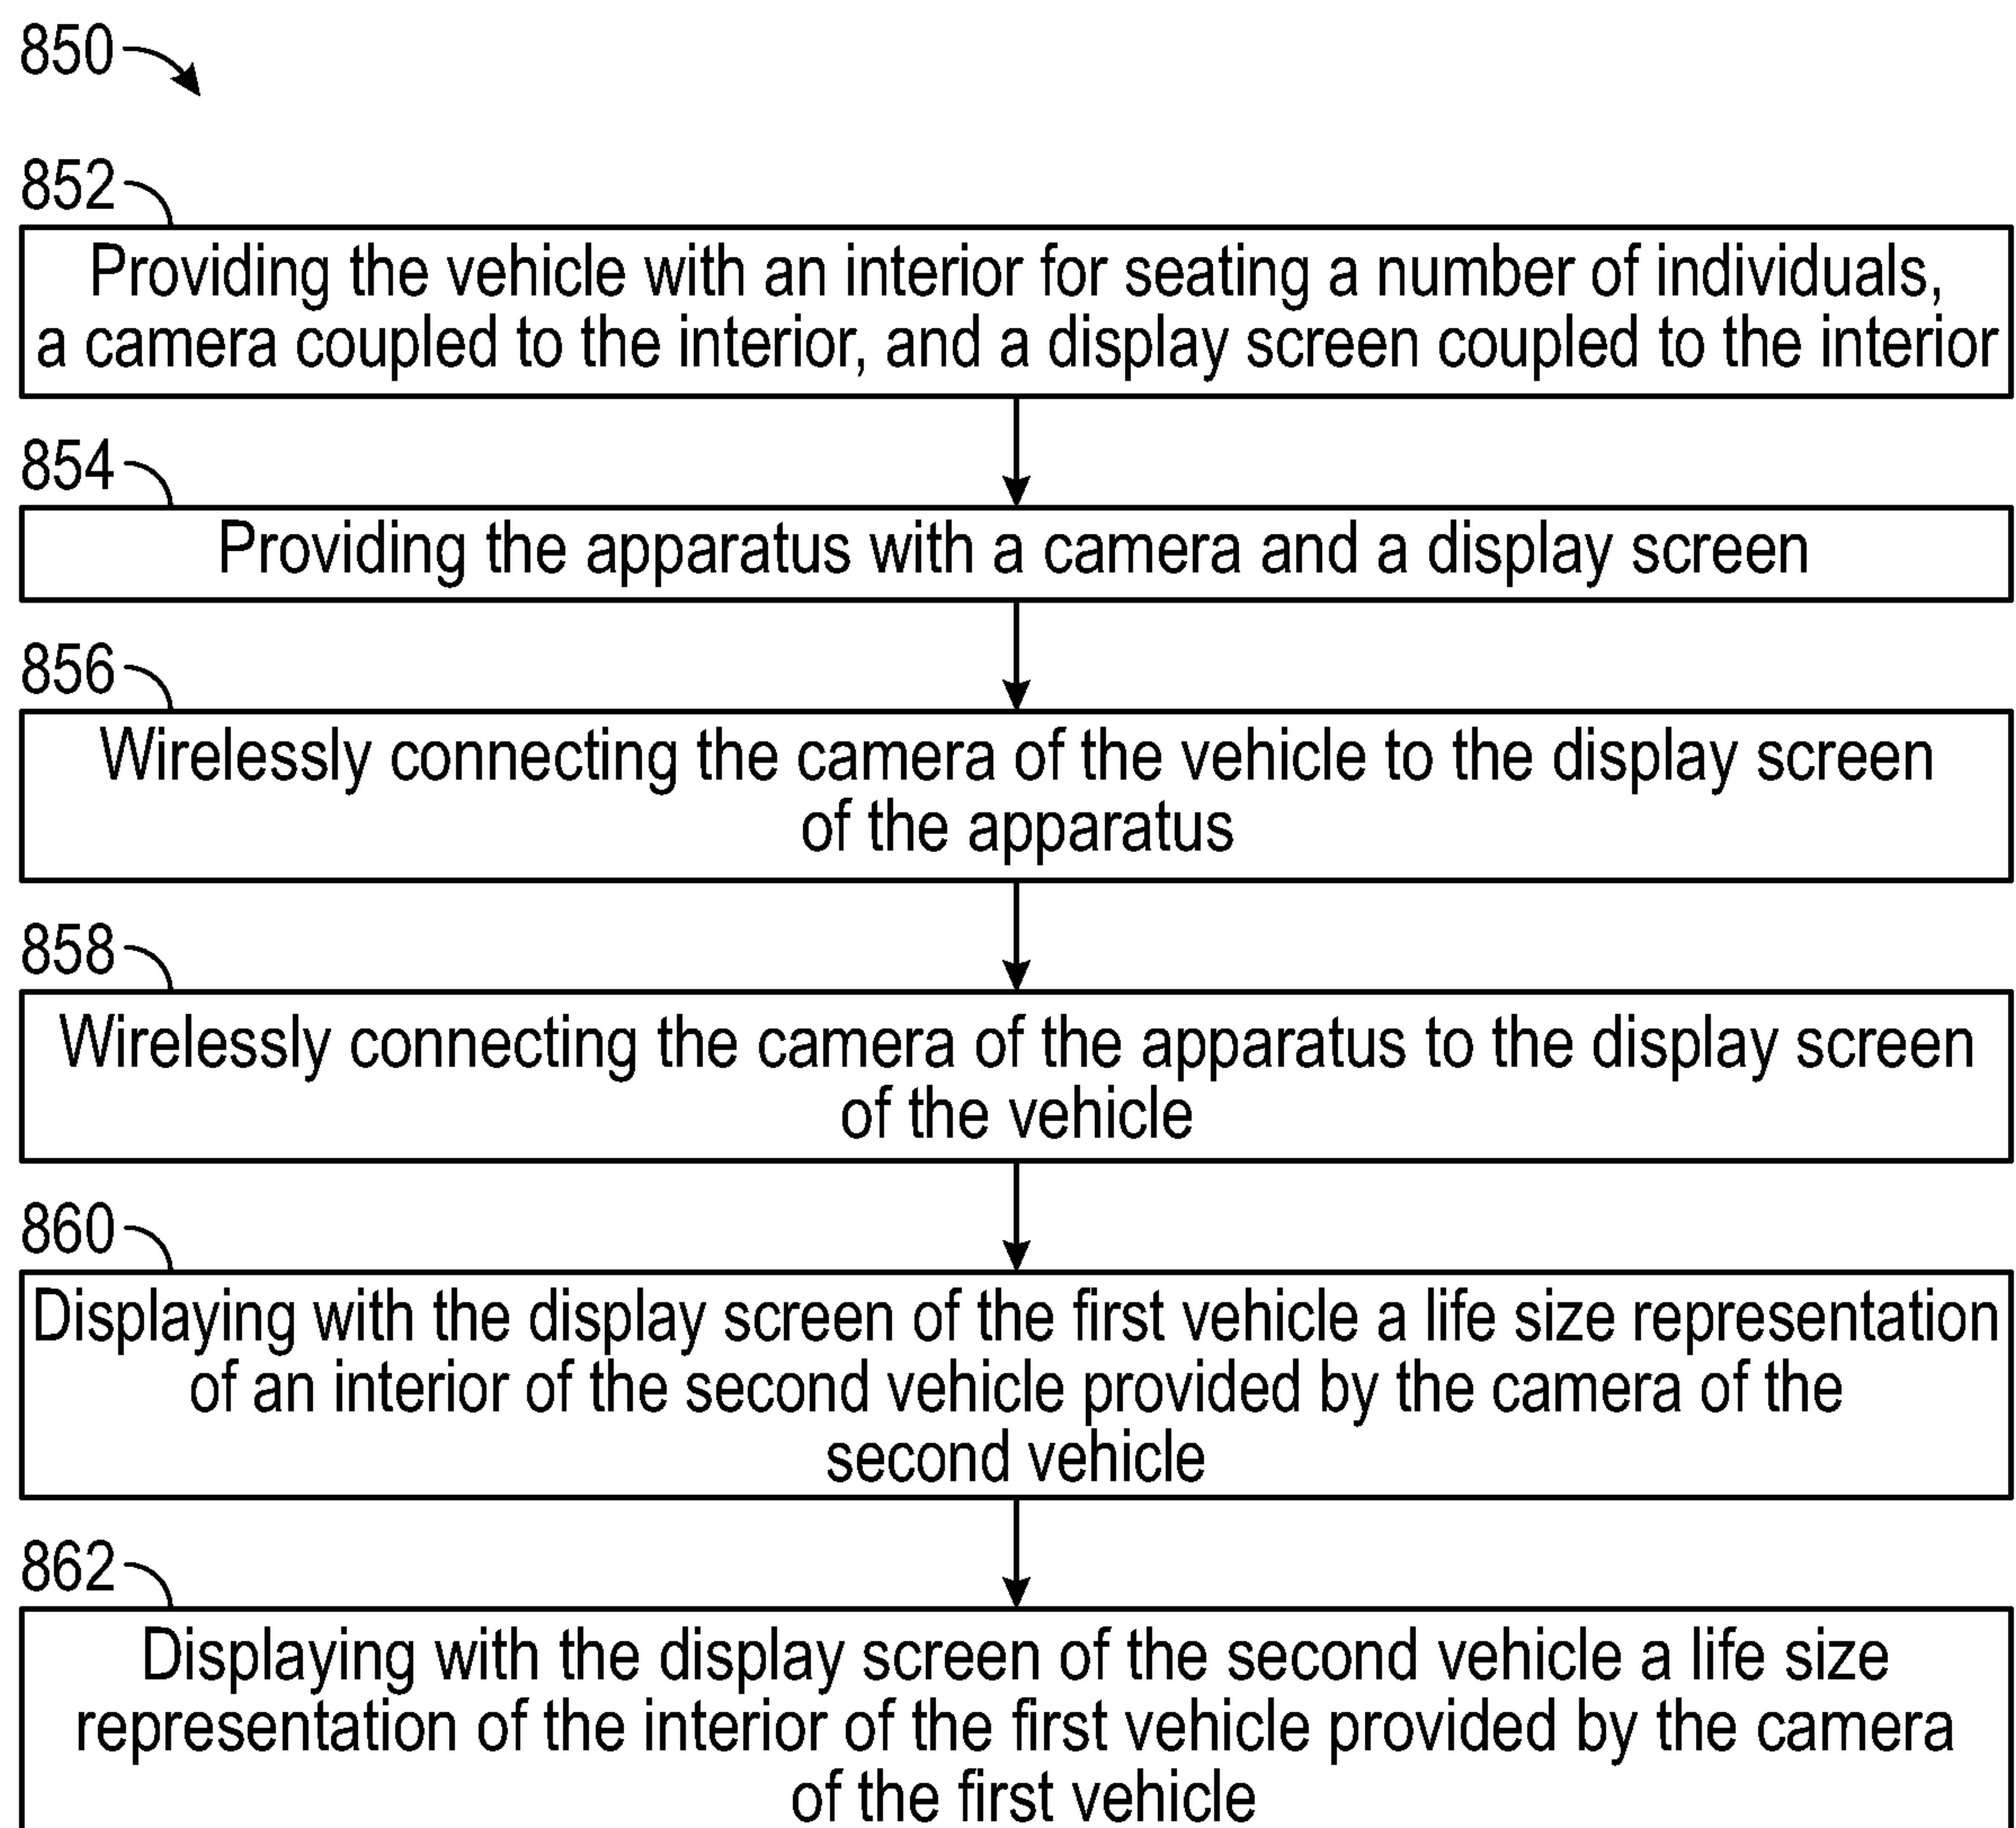 850
852
Providing the vehicle with an interior for seating a number of individuals,
a camera coupled to the interior, and a display screen coupled to the interior
854
Providing the apparatus with a camera and a display screen
856
Wirelessly connecting the camera of the vehicle to the display screen
of the apparatus
858
Wirelessly connecting the camera of the apparatus to the display screen
of the vehicle
860
Displaying with the display screen of the first vehicle a life size representation
of an interior of the second vehicle provided by the camera of the
second vehicle
862
Displaying with the display screen of the second vehicle a life size
representation of the interior of the first vehicle provided by the camera
of the first vehicle